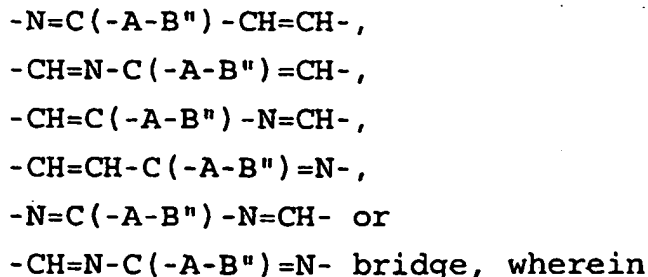 -N=C(-A-B")-CH=CH-,
-CH=N-C(-A-B")=CH-,
-CH=C(-A-B")-N=CH-,
-CH=CH-C(-A-B")=N-,
-N=C(-A-B")-N=CH- or
-CH=N-C(-A-B")=N- bridge, wherein